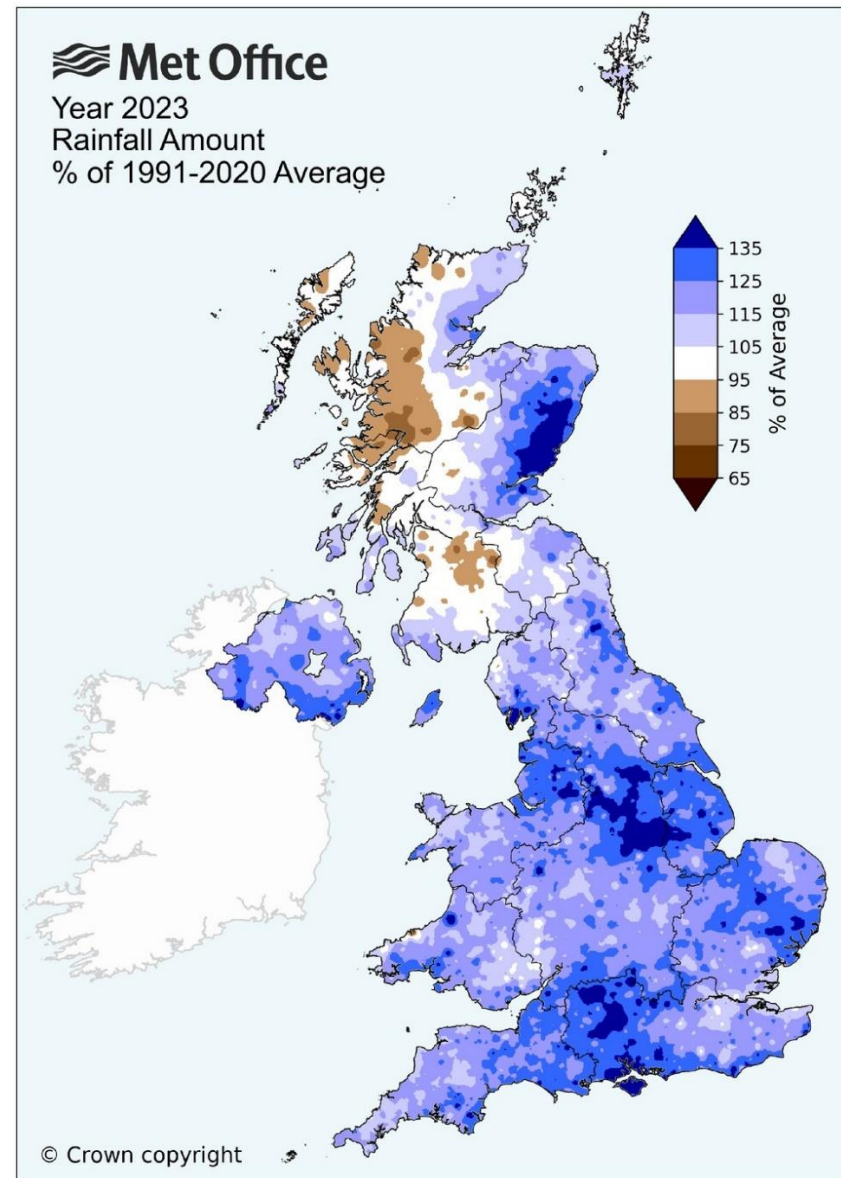 Met Office
Year 2023
Rainfall Amount
% of 1991-2020 Average
135
125
115
105
95
85
75
65
% of Average
© Crown copyright